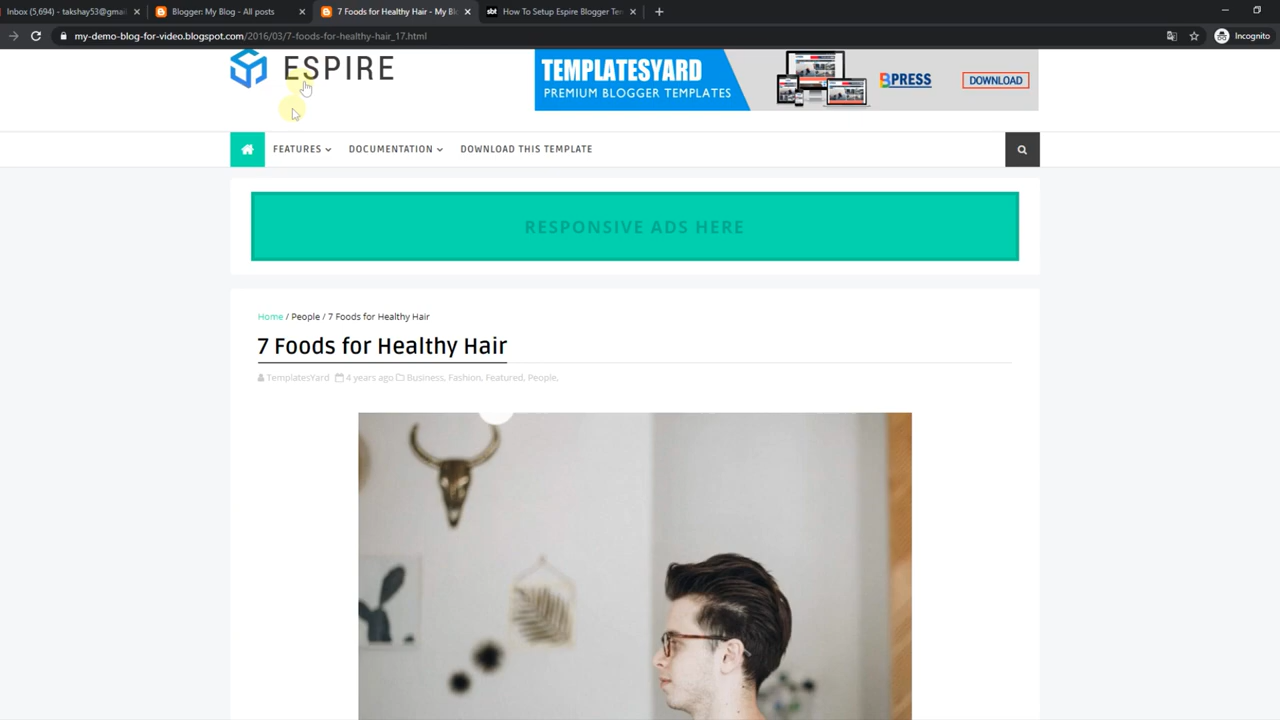 Inbox (5,694) - takshay53@gmail
Blogger: My Blog - All posts
7 Foods for Healthy Hair - My Bl
How To Setup Espire Blogger Tem
my-demo-blog-for-video.blogspot.com/2016/03/7-foods-for-healthy-hair_17.html
Incognito
ESPIRE
TEMPLATESYARD
PREMIUM BLOGGER TEMPLATES
BPRESS
DOWNLOAD
FEATURES
DOCUMENTATION
DOWNLOAD THIS TEMPLATE
RESPONSIVE ADS HERE
Home / People / 7 Foods for Healthy Hair
7 Foods for Healthy Hair
TemplatesYard 4 years ago Business, Fashion, Featured, People,